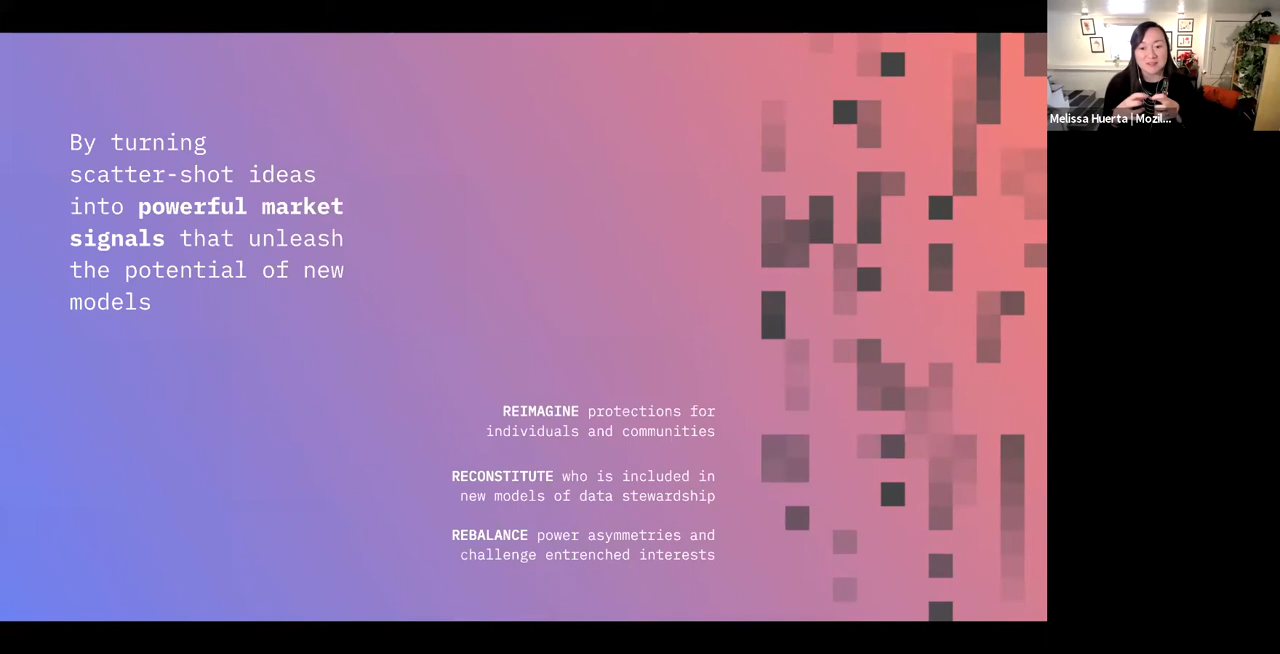 By turning
scatter-shot ideas
into powerful market
signals that unleash
the potential of new
models
REIMAGINE protections for
individuals and communities
RECONSTITUTE who is included in
new models of data stewardship
REBALANCE power asymmetries and
challenge entrenched interests
Melissa Huerta | Mozil...